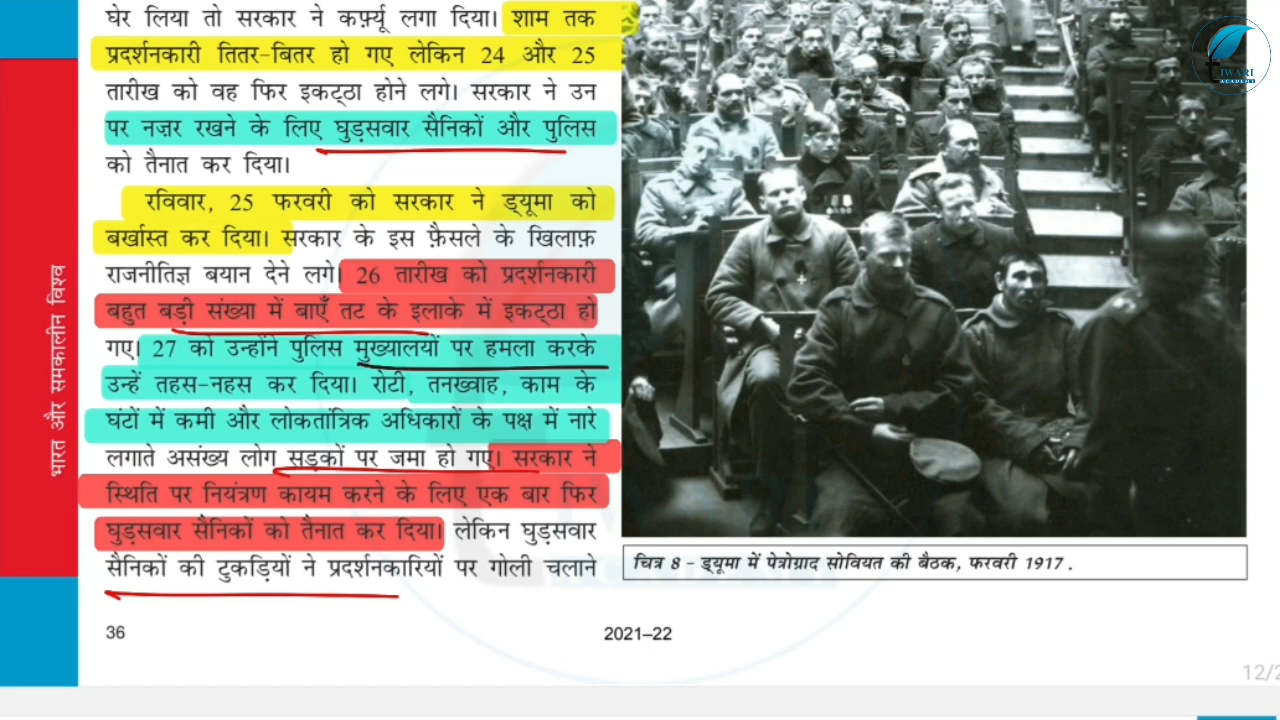 घेर लिया तो सरकार ने कर्फ़्यू लगा दिया। शाम तक
प्रदर्शनकारी तितर-बितर हो गए लेकिन 24 और 25
तारीख को वह फिर इकट्ठा होने लगे। सरकार ने उन
पर नज़र रखने के लिए घुड़सवार सैनिकों और पुलिस
को तैनात कर दिया।
रविवार, 25 फरवरी को सरकार ने ड्यूमा को
बर्खास्त कर दिया। सरकार के इस फ़ैसले के खिलाफ़
राजनीतिज्ञ बयान देने लगे। 26 तारीख को प्रदर्शनकारी
बहुत बड़ी संख्या में बाएँ तट के इलाके में इकट्ठा हो
गए। 27 को उन्होंने पुलिस मुख्यालयों पर हमला करके
उन्हें तहस-नहस कर दिया। रोटी, तनख्वाह, काम के
घंटों में कमी और लोकतांत्रिक अधिकारों के पक्ष में नारे
लगाते असंख्य लोग सड़कों पर जमा हो गए। सरकार ने
स्थिति पर नियंत्रण कायम करने के लिए एक बार फिर
घुड़सवार सैनिकों को तैनात कर दिया। लेकिन घुड़सवार
सैनिकों की टुकड़ियों ने प्रदर्शनकारियों पर गोली चलाने
चित्र 8 - ड्यूमा में पेत्रोग्राद सोवियत की बैठक, फरवरी 1917.
36
2021–22
भारत और समकालीन विश्व
TIWARI
ACADEMY
12/2